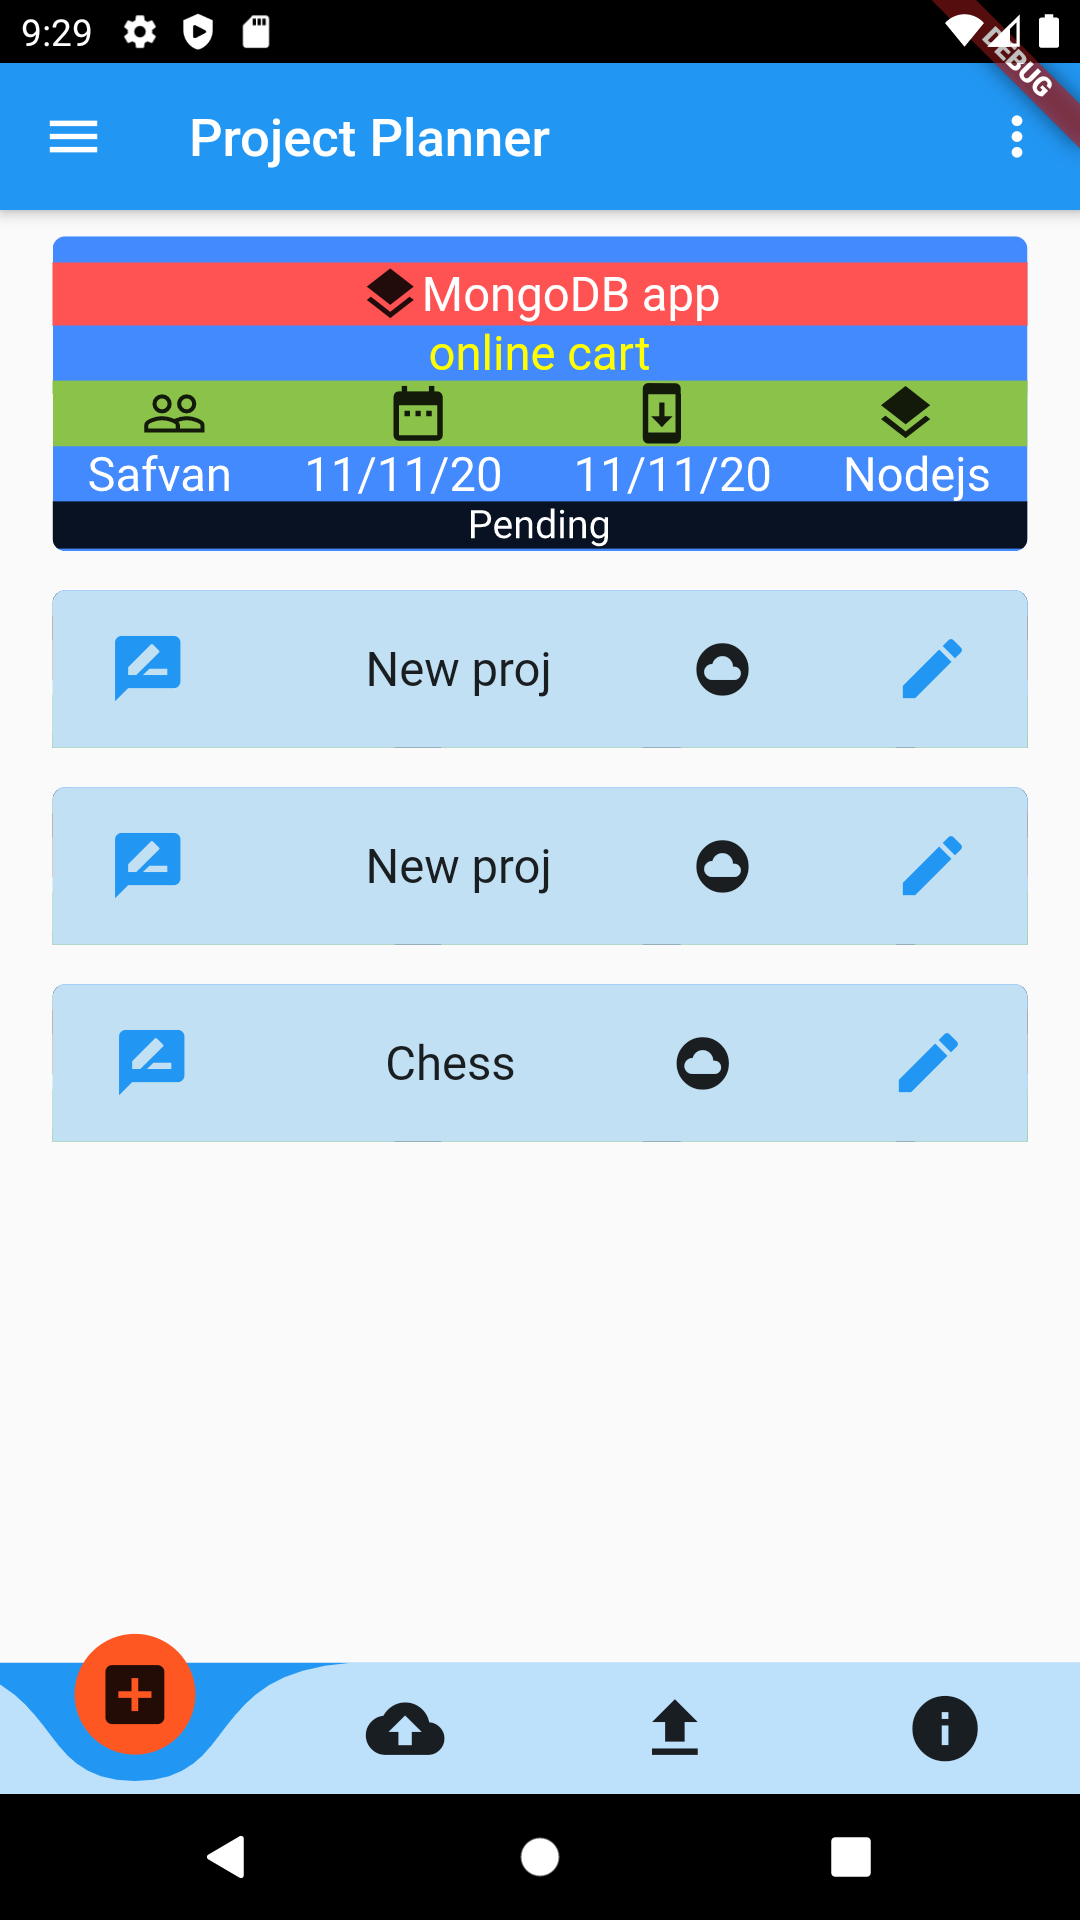 9:29
DEBUG
Project Planner
MongoDB app
online cart
Safvan 11/11/20 11/11/20 Nodejs
Pending
New proj
New proj
Chess